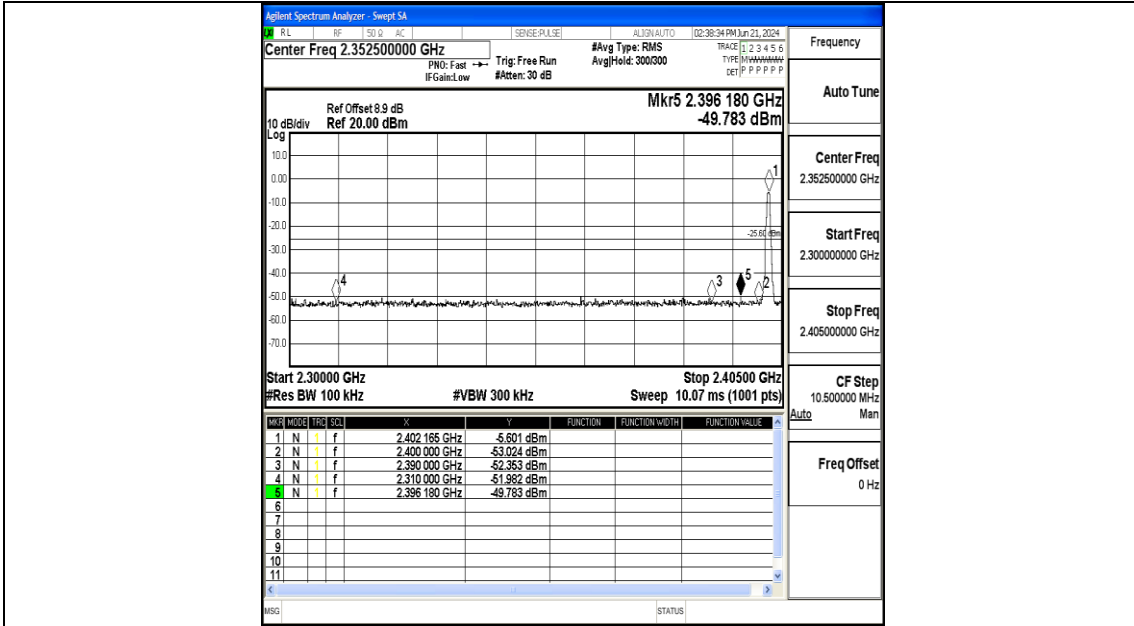 Agilent Spectrum Analyzer - Swept SA
RL RF 50 Ω AC SENSE:PULSE ALIGN AUTO 02:38:34 PM Jun 21, 2024
Center Freq 2.352500000 GHz
PNO: Fast
IFGain:Low
Trig: Free Run
#Atten: 30 dB
#Avg Type: RMS
Avg|Hold: 300/300
TRACE 1 2 3 4 5 6
TYPE M W W W W W
DET P P P P P P
Ref Offset 8.9 dB
Ref 20.00 dBm
10 dB/div
Log
Mkr5 2.396 180 GHz
-49.783 dBm
10.0
0.00
-10.0
-20.0
-30.0
-40.0
-50.0
-60.0
-70.0
1
-25.60 dBm
4
3
5
2
Start 2.30000 GHz
Stop 2.40500 GHz
#Res BW 100 kHz #VBW 300 kHz Sweep 10.07 ms (1001 pts)
MKR MODE TRC SCL X Y FUNCTION FUNCTION WIDTH FUNCTION VALUE
1 N 1 f 2.402 165 GHz -5.601 dBm
2 N 1 f 2.400 000 GHz -53.024 dBm
3 N 1 f 2.390 000 GHz -52.353 dBm
4 N 1 f 2.310 000 GHz -51.982 dBm
5 N 1 f 2.396 180 GHz -49.783 dBm
6
7
8
9
10
11
MSG STATUS
Frequency
Auto Tune
Center Freq
2.352500000 GHz
Start Freq
2.300000000 GHz
Stop Freq
2.405000000 GHz
CF Step
10.500000 MHz
Auto Man
Freq Offset
0 Hz